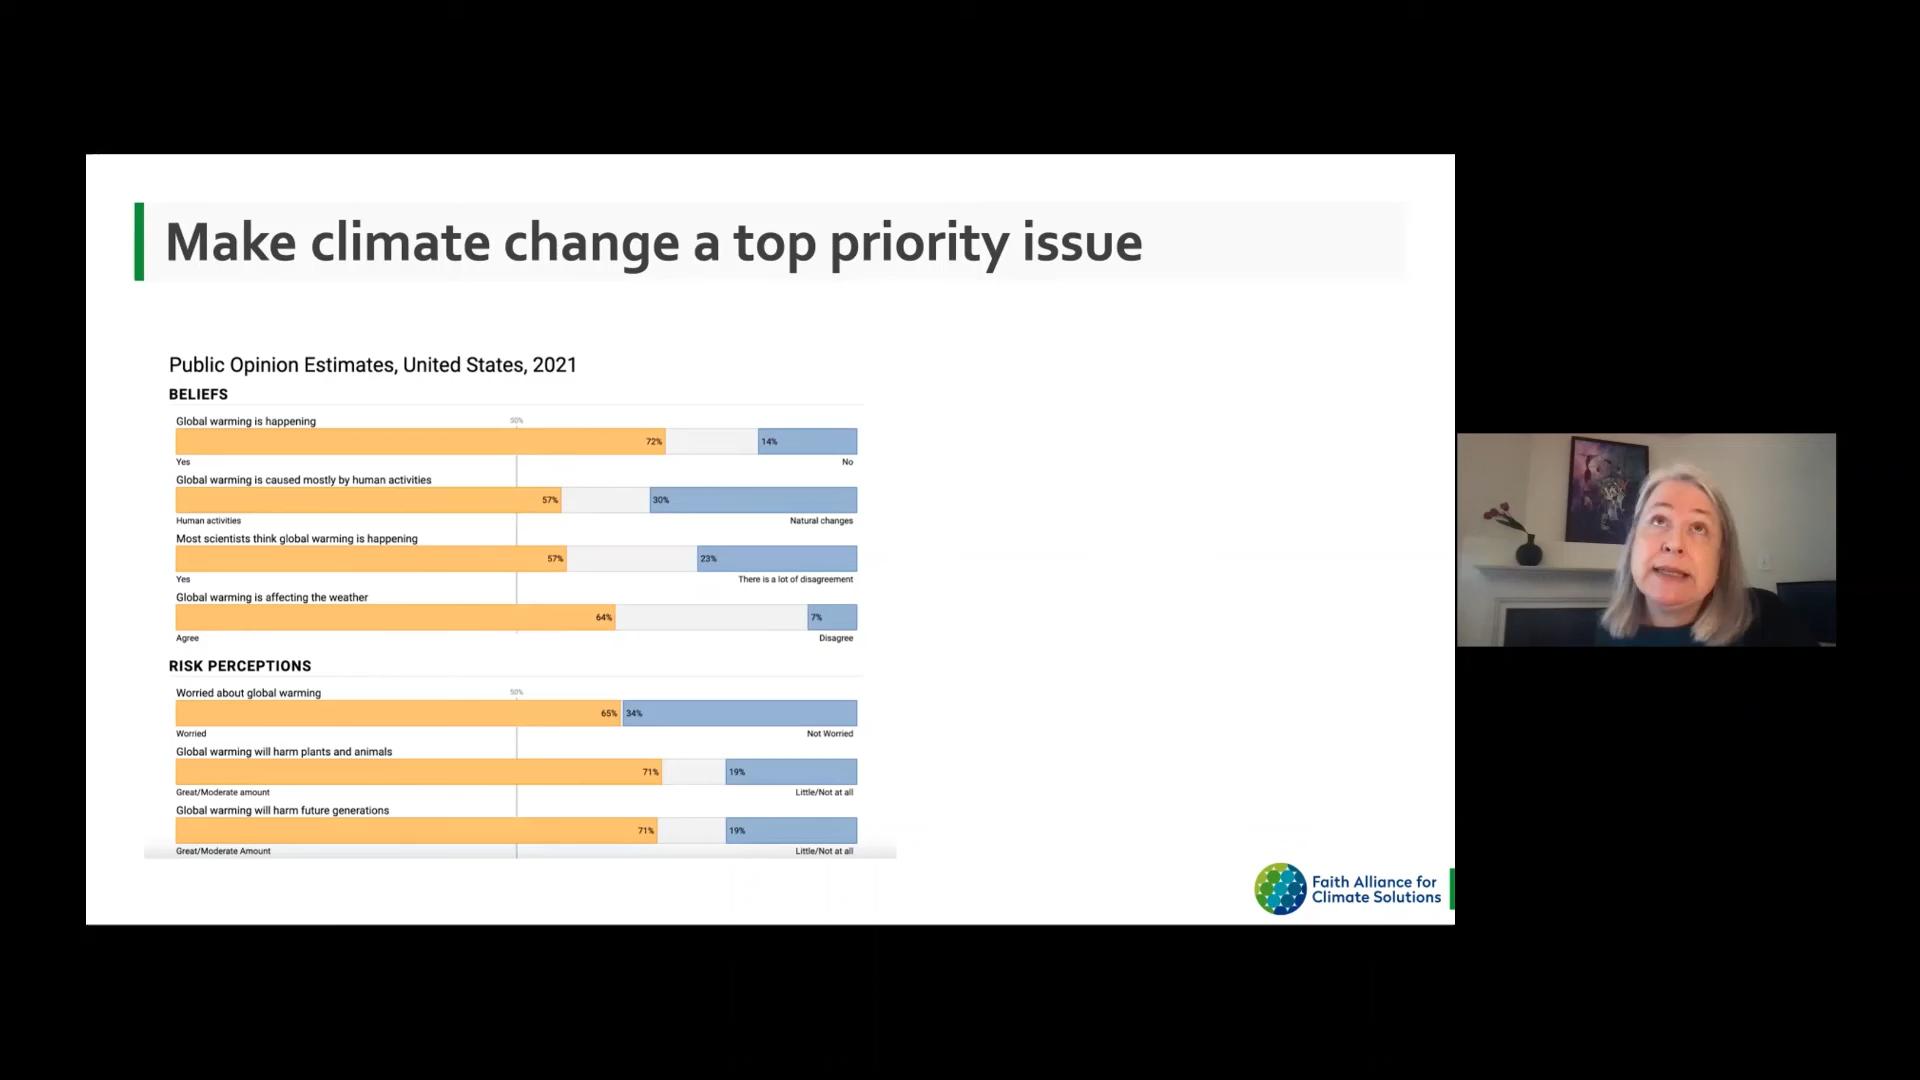 Make climate change a top priority issue
Public Opinion Estimates, United States, 2021
BELIEFS
Global warming is happening
50%
72%
14%
Yes
No
Global warming is caused mostly by human activities
57%
30%
Human activities
Natural changes
Most scientists think global warming is happening
57%
23%
Yes
There is a lot of disagreement
Global warming is affecting the weather
64%
7%
Agree
Disagree
RISK PERCEPTIONS
Worried about global warming
50%
65%
34%
Worried
Not Worried
Global warming will harm plants and animals
71%
19%
Great/Moderate amount
Little/Not at all
Global warming will harm future generations
71%
19%
Great/Moderate Amount
Little/Not at all
Faith Alliance for
Climate Solutions